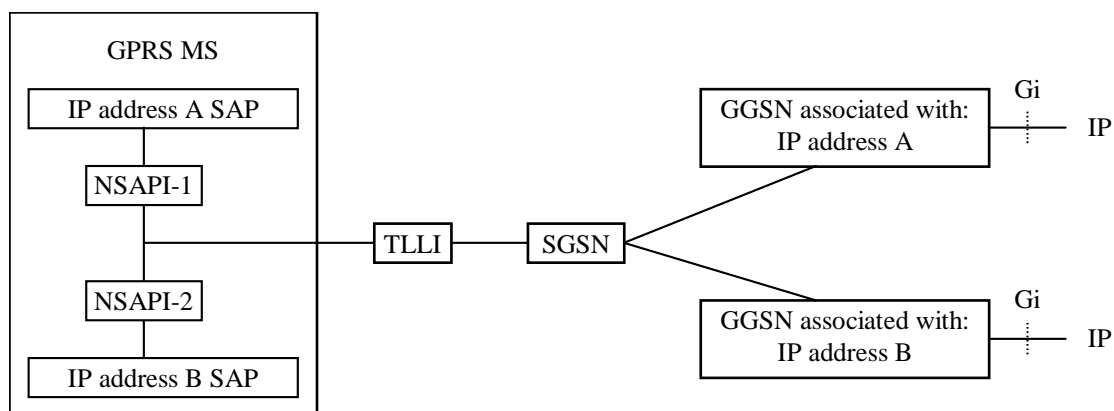 GPRS MS
IP address A SAP
NSAPI-1
NSAPI-2
IP address B SAP
TLLI
SGSN
GGSN associated with:
IP address A
Gi
IP
GGSN associated with:
IP address B
Gi
IP